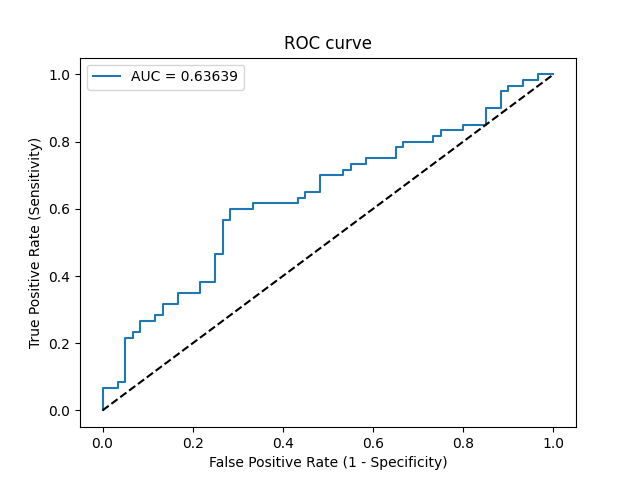 ROC curve
AUC = 0.63639
True Positive Rate (Sensitivity)
1.0
0.8
0.6
0.4
0.2
0.0
0.0 0.2 0.4 0.6 0.8 1.0
False Positive Rate (1 - Specificity)